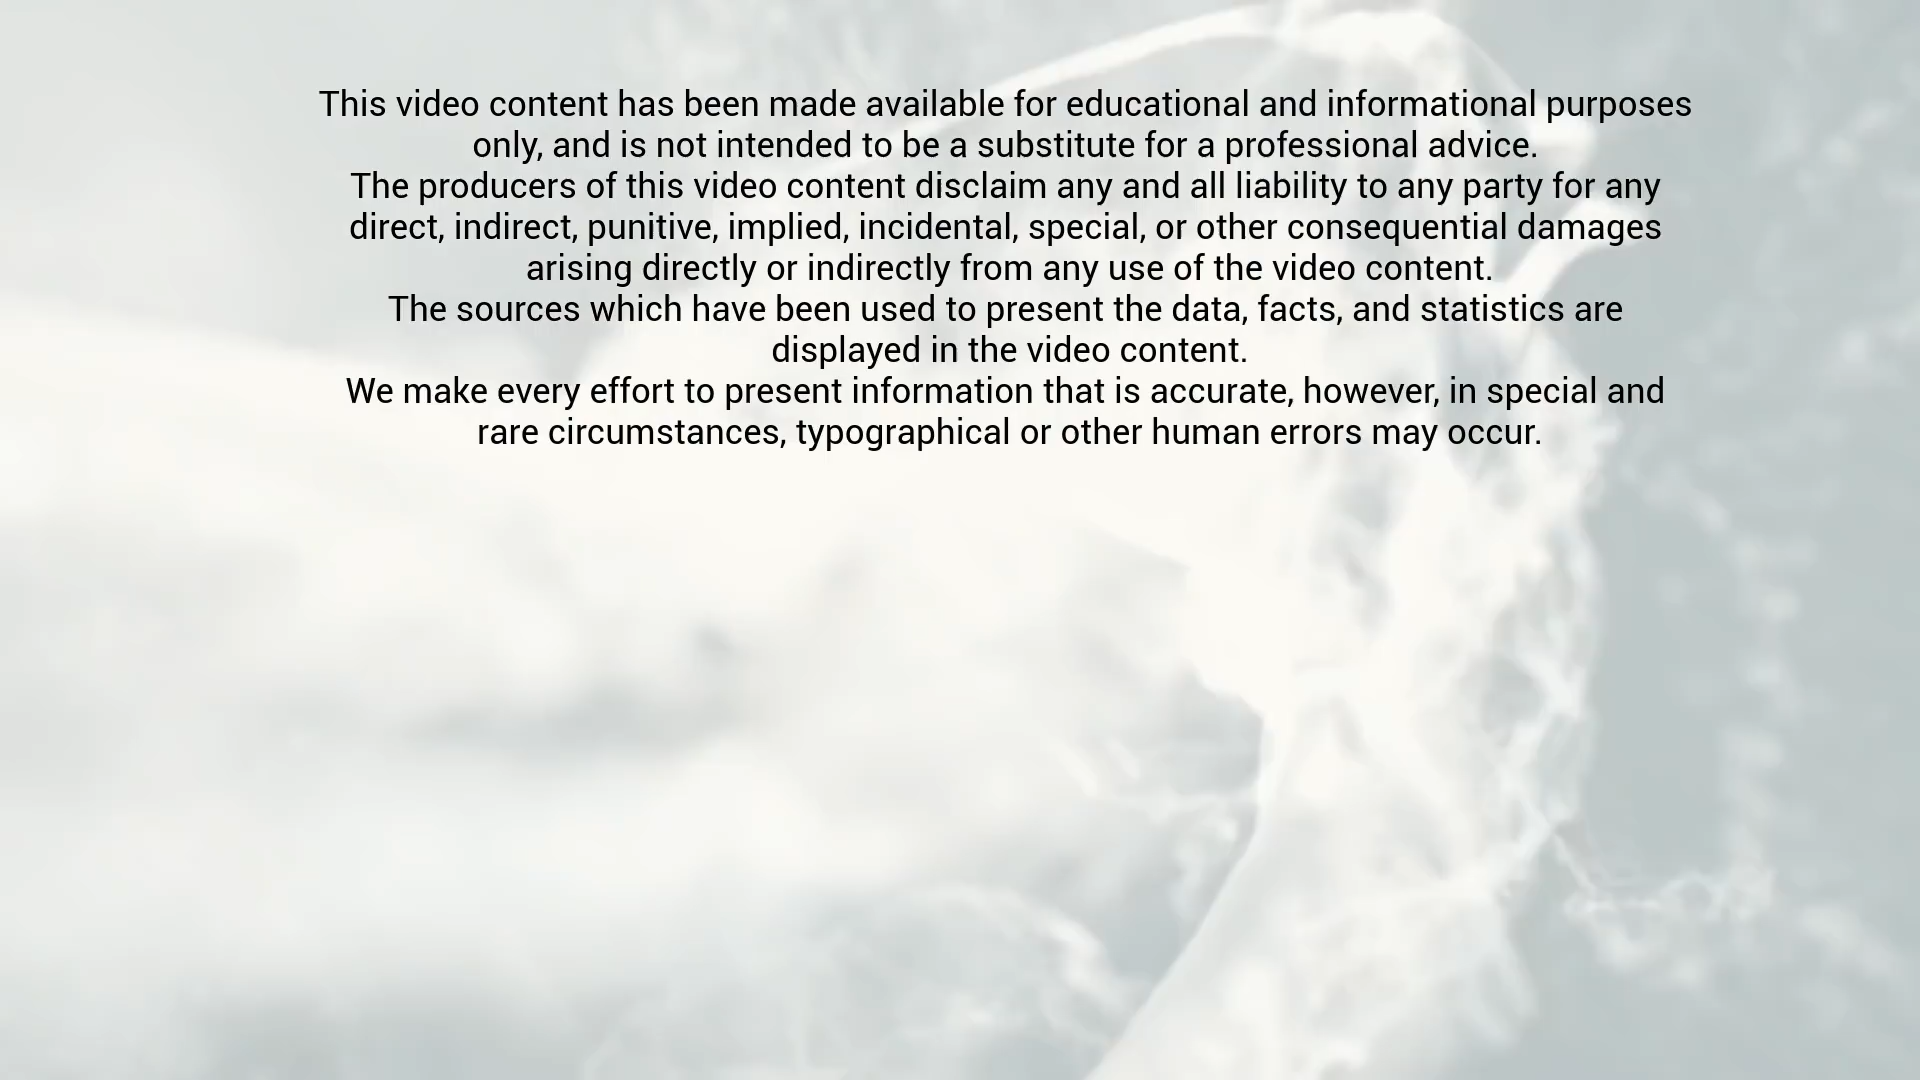 This video content has been made available for educational and informational purposes
only, and is not intended to be a substitute for a professional advice.
The producers of this video content disclaim any and all liability to any party for any
direct, indirect, punitive, implied, incidental, special, or other consequential damages
arising directly or indirectly from any use of the video content.
The sources which have been used to present the data, facts, and statistics are
displayed in the video content.
We make every effort to present information that is accurate, however, in special and
rare circumstances, typographical or other human errors may occur.